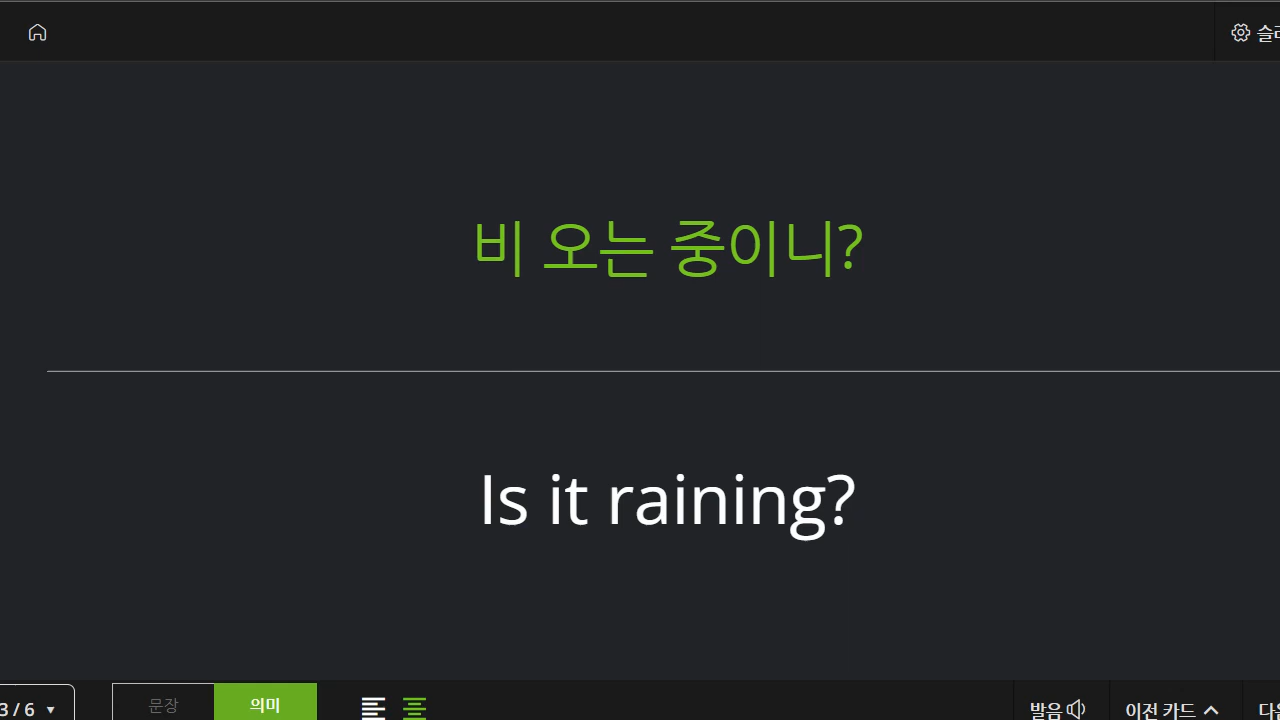 비 오는 중이니?
Is it raining?
3 / 6
문장
의미
발음
이전 카드